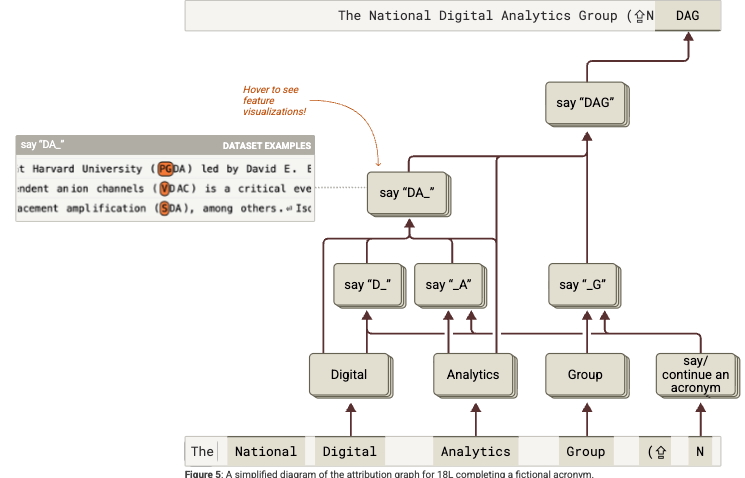 The National Digital Analytics Group (⇪N DAG
say “DAG”
Hover to see
feature
visualizations!
say “DA_” DATASET EXAMPLES
t Harvard University (PGDA) led by David E. B
ndent anion channels (VDAC) is a critical eve
acement amplification (SDA), among others.↵ Iso
say “DA_”
say “D_” say “_A” say “_G”
Digital Analytics Group
say/
continue an
acronym
The National Digital Analytics Group (⇪ N
Figure 5: A simplified diagram of the attribution graph for 18L completing a fictional acronym.